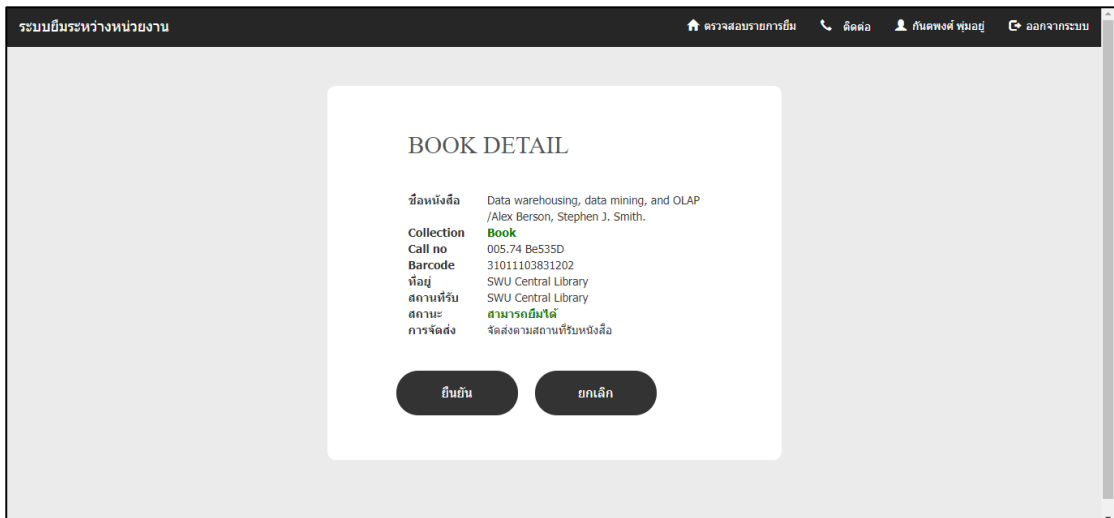 ระบบยืมระหว่างหน่วยงาน ตรวจสอบรายการยืม ติดต่อ กันตพงศ์ พุ่มอยู่ ออกจากระบบ
BOOK DETAIL
ชื่อหนังสือ Data warehousing, data mining, and OLAP
/Alex Berson, Stephen J. Smith.
Collection Book
Call no 005.74 Be535D
Barcode 31011103831202
ที่อยู่ SWU Central Library
สถานที่รับ SWU Central Library
สถานะ สามารถยืมได้
การจัดส่ง จัดส่งตามสถานที่รับหนังสือ
ยืนยัน ยกเลิก